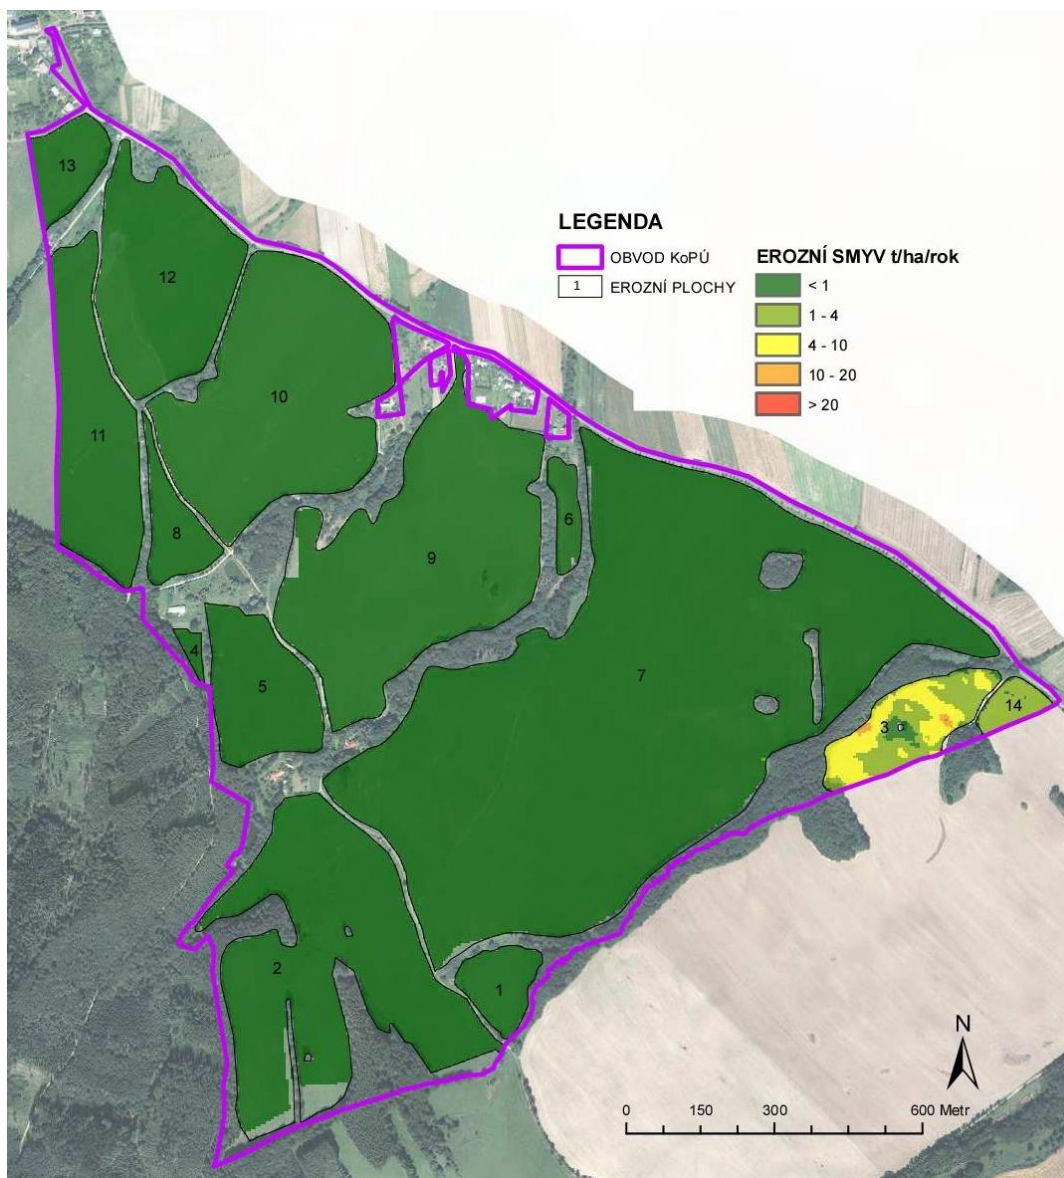 LEGENDA
OBVOD KoPÚ
1 EROZNÍ PLOCHY
EROZNÍ SMYV t/ha/rok
< 1
1 - 4
4 - 10
10 - 20
> 20
13
12
10
11
8
9
6
4
5
7
3
14
2
1
N
0 150 300 600 Metr